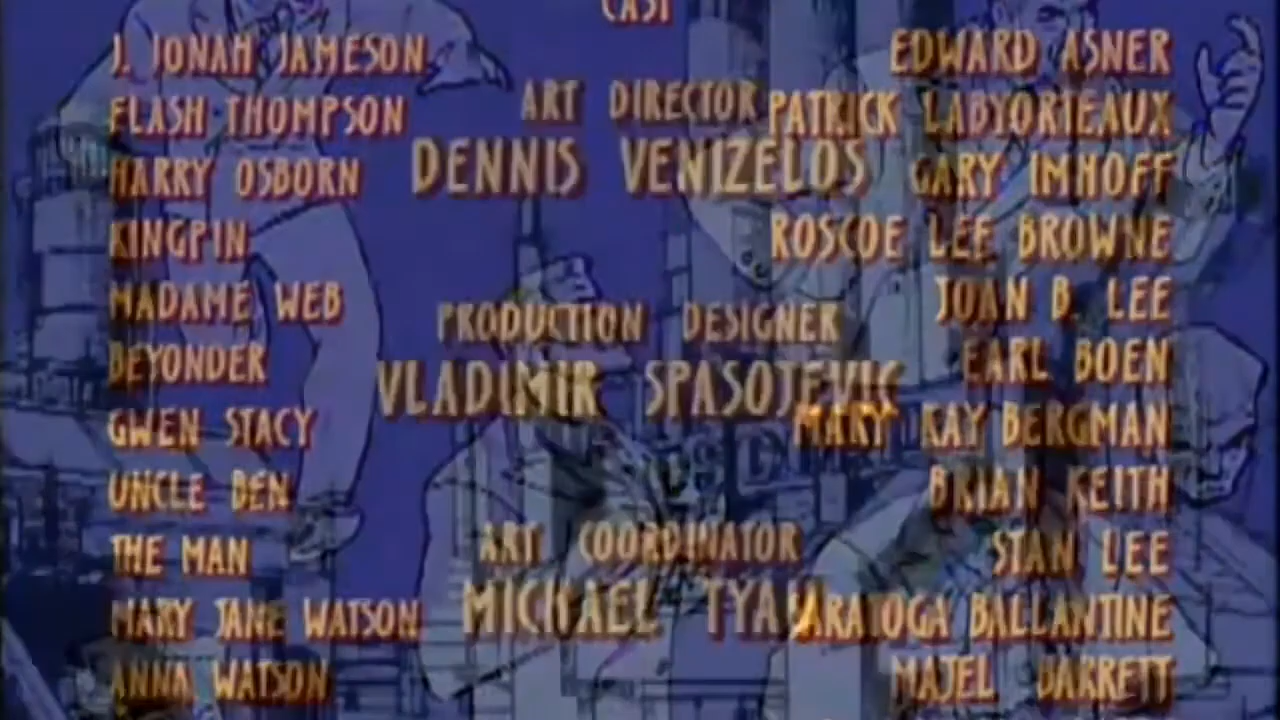 CAST
J. JONAH JAMESON EDWARD ASNER
ART DIRECTOR
FLASH THOMPSON PATRICK LABYORTEAUX
DENNIS VENIZELOS
HARRY OSBORN GARY IMHOFF
KINGPIN ROSCOE LEE BROWNE
MADAME WEB JOAN B. LEE
PRODUCTION DESIGNER
BEYONDER EARL BOEN
VLADIMIR SPASOJEVIC
GWEN STACY MARY KAY BERGMAN
UNCLE BEN BRIAN KEITH
ART COORDINATOR
THE MAN STAN LEE
MICHAEL
MARY JANE WATSON SARATOGA BALLANTINE
ANNA WATSON MAJEL BARRETT